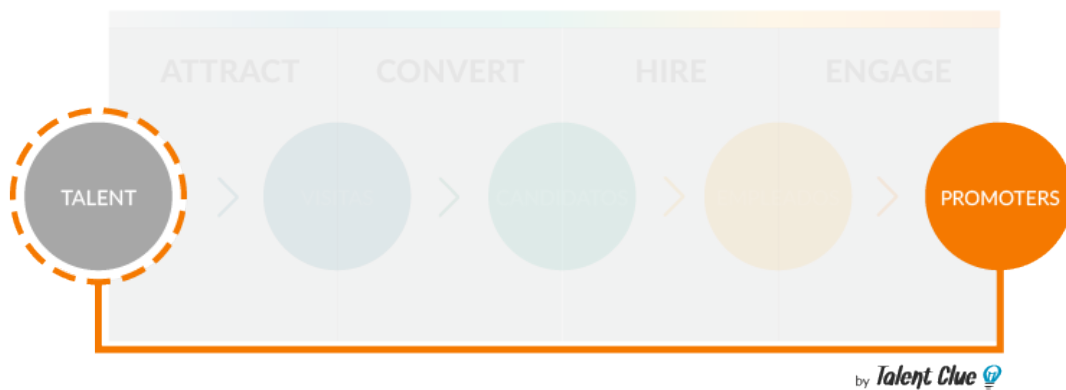 ATTRACT CONVERT HIRE ENGAGE
TALENT PROMOTERS
by Talent Clue